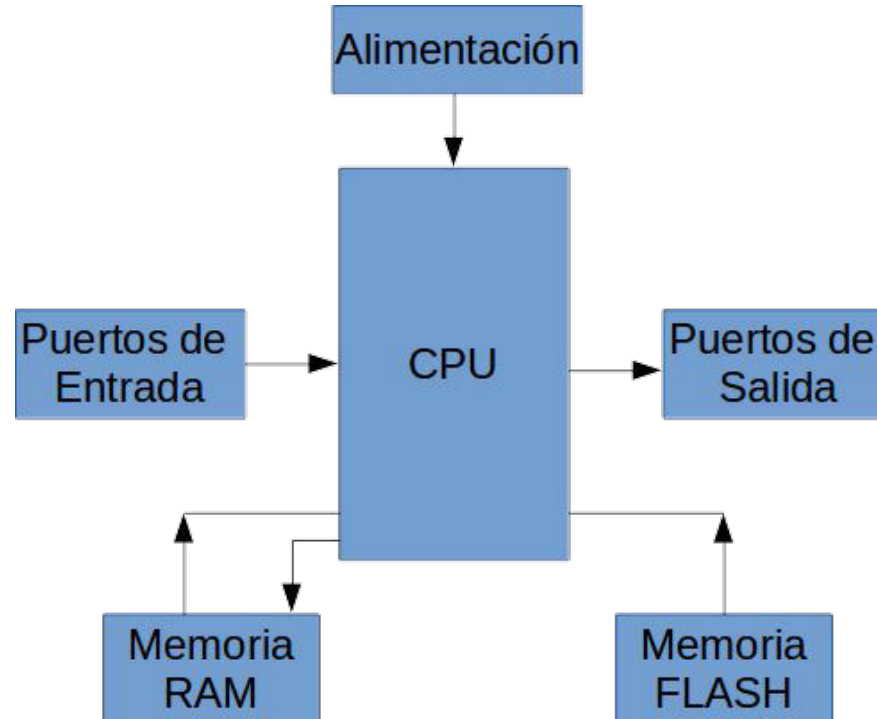 Alimentación
Puertos de
Entrada
CPU
Puertos de
Salida
Memoria
RAM
Memoria
FLASH